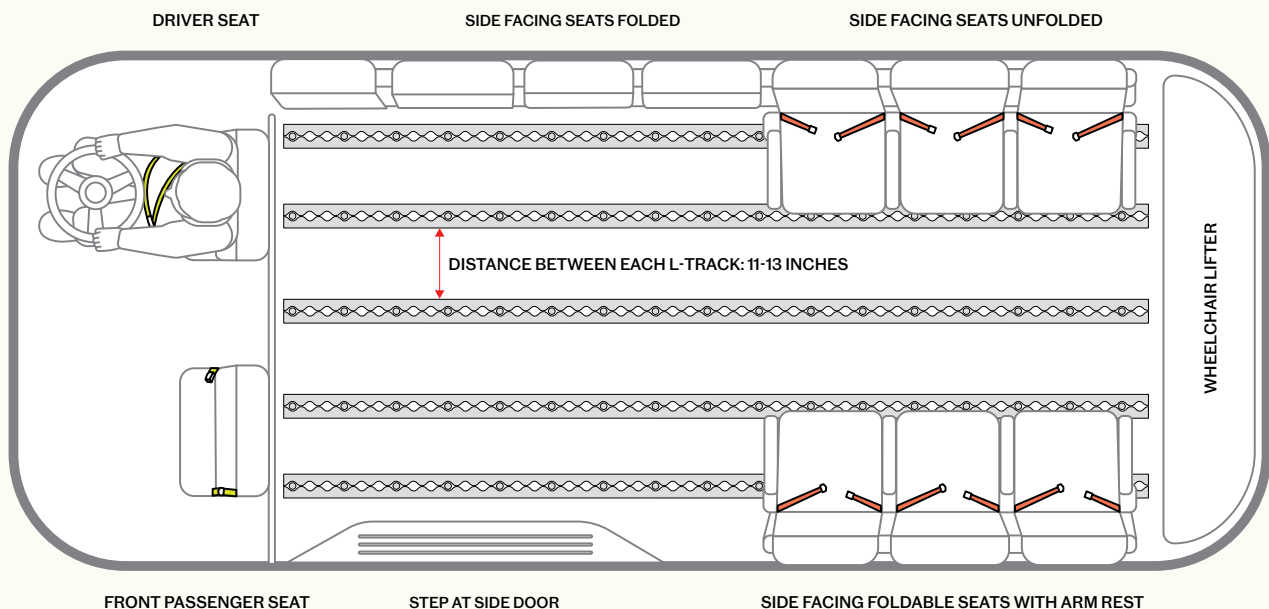 DRIVER SEAT
SIDE FACING SEATS FOLDED
SIDE FACING SEATS UNFOLDED
DISTANCE BETWEEN EACH L-TRACK: 11-13 INCHES
WHEELCHAIR LIFTER
FRONT PASSENGER SEAT
STEP AT SIDE DOOR
SIDE FACING FOLDABLE SEATS WITH ARM REST